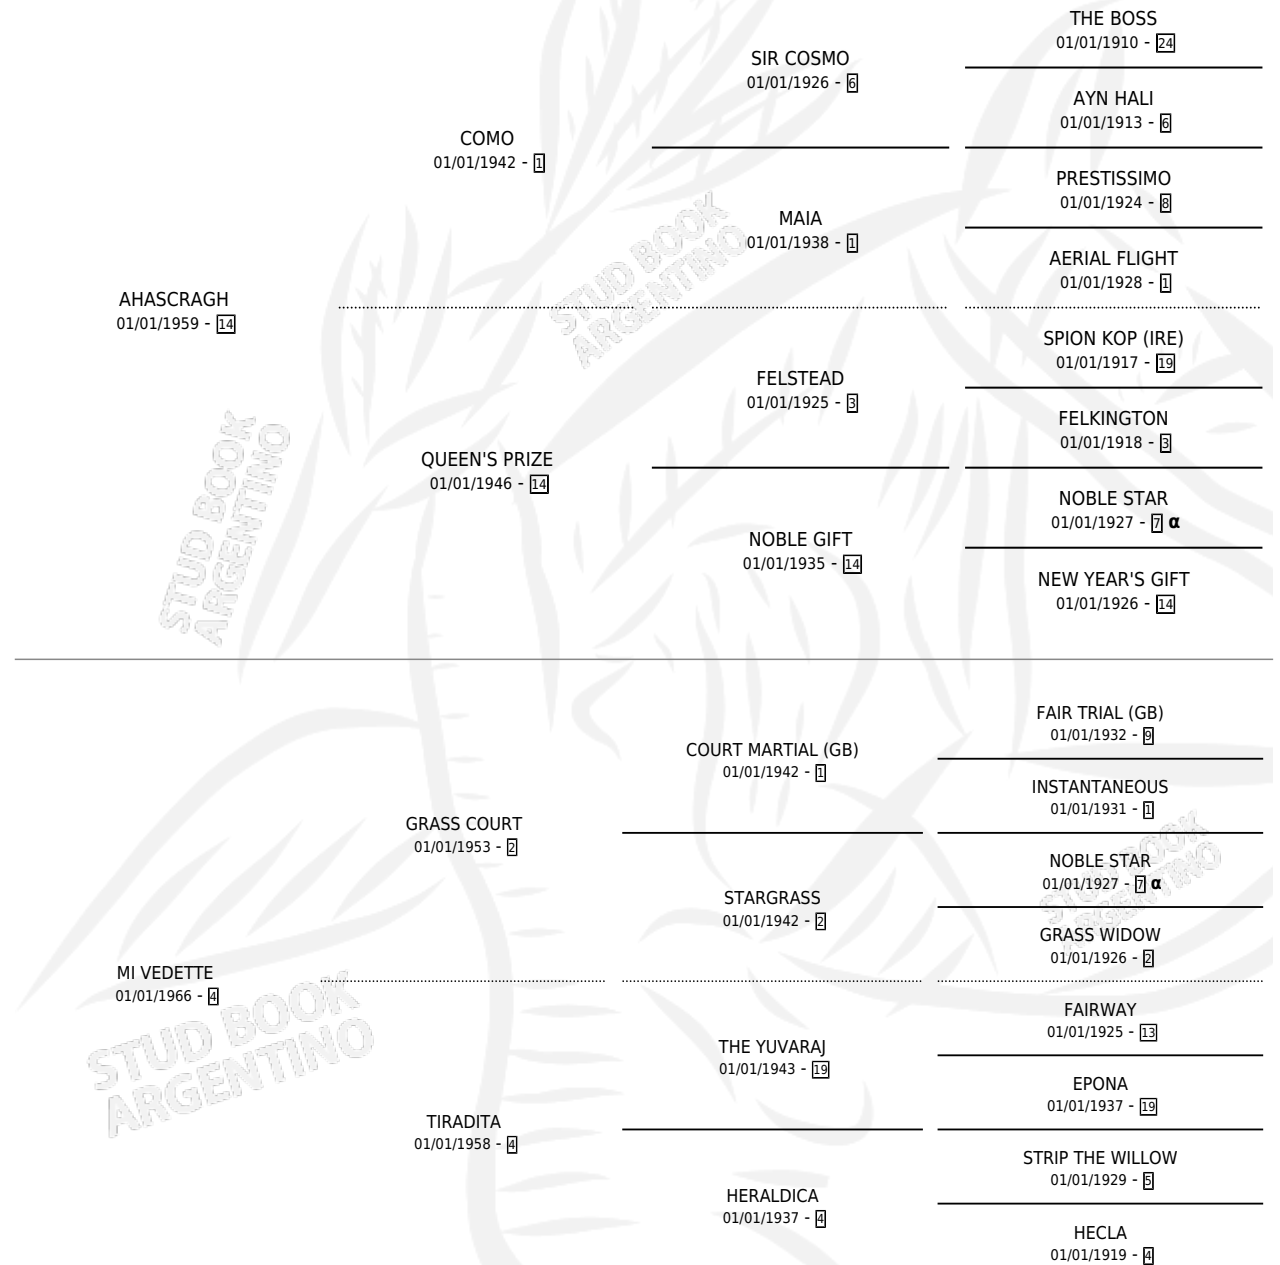 THE BOSS
01/01/1910 - 24
SIR COSMO
01/01/1926 - 6
AYN HALI
01/01/1913 - 6
COMO
01/01/1942 - 1
PRESTISSIMO
01/01/1924 - 8
MAIA
01/01/1938 - 1
AERIAL FLIGHT
01/01/1928 - 1
AHASCRAGH
01/01/1959 - 14
SPION KOP (IRE)
01/01/1917 - 19
FELSTEAD
01/01/1925 - 3
FELKINGTON
01/01/1918 - 3
QUEEN'S PRIZE
01/01/1946 - 14
NOBLE STAR
01/01/1927 - 7 α
NOBLE GIFT
01/01/1935 - 14
NEW YEAR'S GIFT
01/01/1926 - 14
STUD BOOK
ARGENTINO
STUD BOOK
ARGENTINO
FAIR TRIAL (GB)
01/01/1932 - 9
COURT MARTIAL (GB)
01/01/1942 - 1
INSTANTANEOUS
01/01/1931 - 1
GRASS COURT
01/01/1953 - 2
NOBLE STAR
01/01/1927 - 7 α
STARGRASS
01/01/1942 - 2
GRASS WIDOW
01/01/1926 - 2
MI VEDETTE
01/01/1966 - 4
FAIRWAY
01/01/1925 - 13
THE YUVARAJ
01/01/1943 - 19
EPONA
01/01/1937 - 19
TIRADITA
01/01/1958 - 4
STRIP THE WILLOW
01/01/1929 - 5
HERALDICA
01/01/1937 - 4
HECLA
01/01/1919 - 4
STUD BOOK
ARGENTINO
STUD BOOK
ARGENTINO